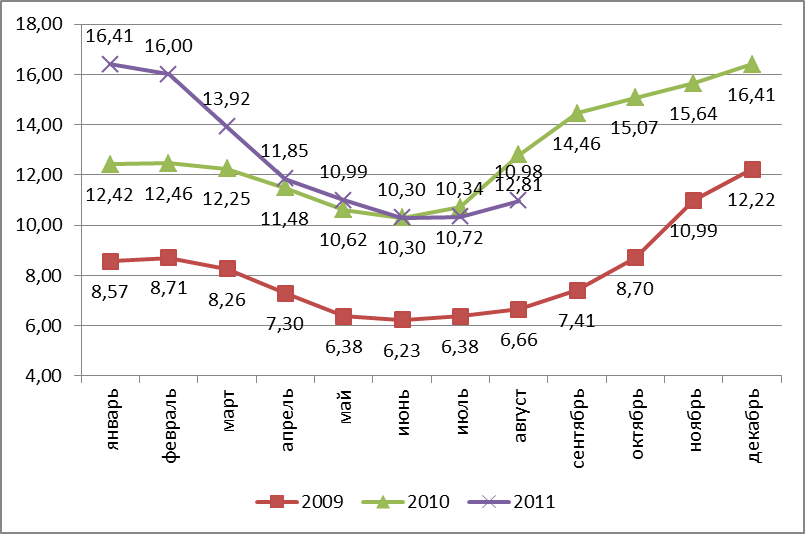 18,00
16,00
14,00
12,00
10,00
8,00
6,00
4,00
16,41 16,00 13,92 11,85 10,99 10,30 10,34 10,98
12,42 12,46 12,25 11,48 10,62 10,30 10,72 12,81 14,46 15,07 15,64 16,41
8,57 8,71 8,26 7,30 6,38 6,23 6,38 6,66 7,41 8,70 10,99 12,22
январь
февраль
март
апрель
май
июнь
июль
август
сентябрь
октябрь
ноябрь
декабрь
2009 2010 2011